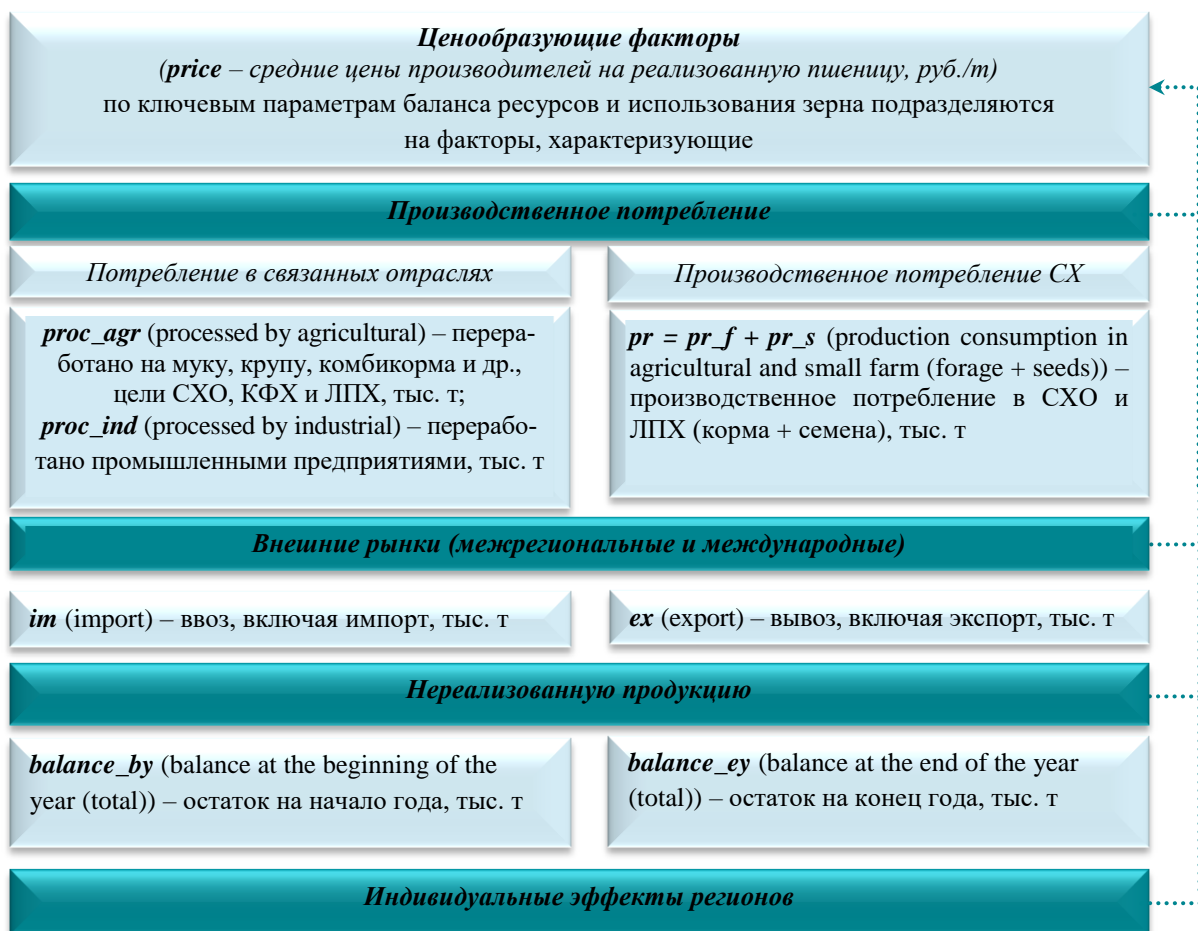 Ценообразующие факторы
(price – средние цены производителей на реализованную пшеницу, руб./т)
по ключевым параметрам баланса ресурсов и использования зерна подразделяются
на факторы, характеризующие
Производственное потребление
Потребление в связанных отраслях
proc_agr (processed by agricultural) – перера-
ботано на муку, крупу, комбикорма и др.,
цели СХО, КФХ и ЛПХ, тыс. т;
proc_ind (processed by industrial) – перерабо-
тано промышленными предприятиями, тыс. т
Производственное потребление СХ
pr = pr_f + pr_s (production consumption in
agricultural and small farm (forage + seeds)) –
производственное потребление в СХО и
ЛПХ (корма + семена), тыс. т
Внешние рынки (межрегиональные и международные)
im (import) – ввоз, включая импорт, тыс. т
ex (export) – вывоз, включая экспорт, тыс. т
Нереализованную продукцию
balance_by (balance at the beginning of the
year (total)) – остаток на начало года, тыс. т
balance_ey (balance at the end of the year
(total)) – остаток на конец года, тыс. т
Индивидуальные эффекты регионов